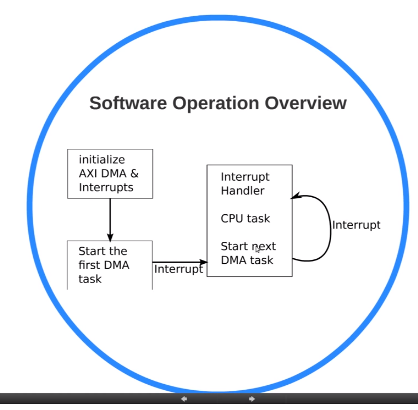 Software Operation Overview
initialize
AXI DMA &
Interrupts
Start the
first DMA
task
Interrupt
Interrupt
Handler
CPU task
Start next
DMA task
Interrupt